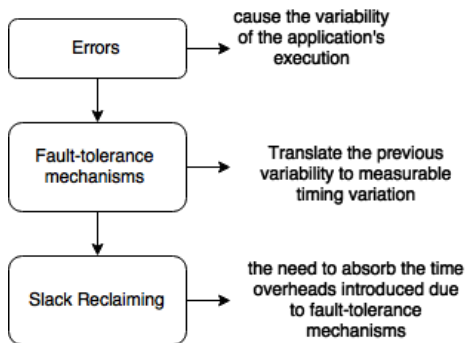 Errors
cause the variability
of the application's
execution
Fault-tolerance
mechanisms
Translate the previous
variability to measurable
timing variation
Slack Reclaiming
the need to absorb the time
overheads introduced due
to fault-tolerance
mechanisms